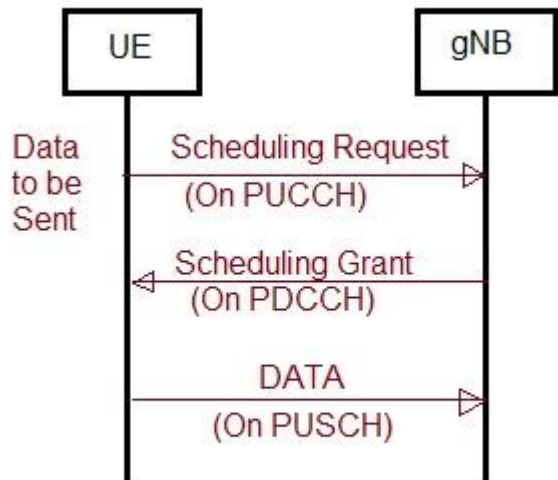 UE
gNB
Data
to be
Sent
Scheduling Request
(On PUCCH)
Scheduling Grant
(On PDCCH)
DATA
(On PUSCH)